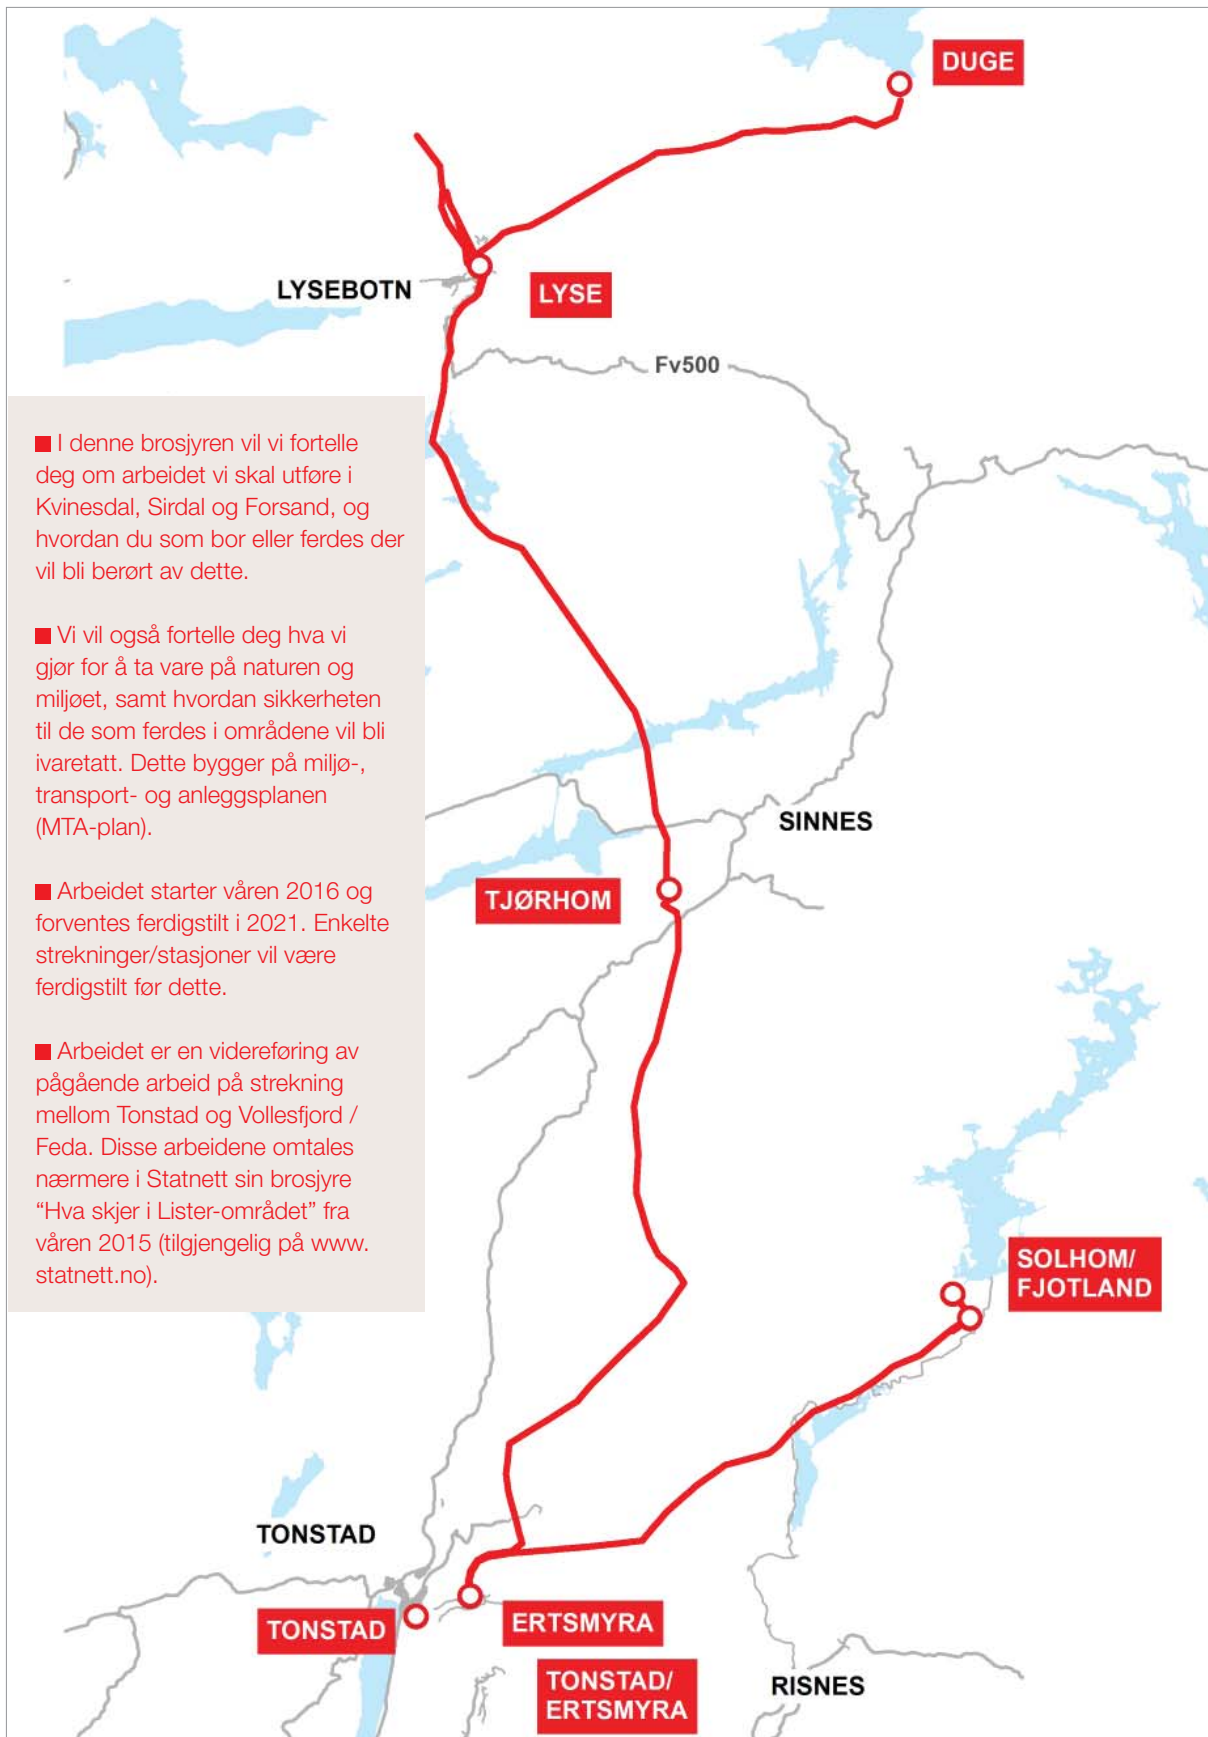 DUGE
LYSEBOTN
LYSE
Fv500
■ I denne brosjyren vil vi fortelle
deg om arbeidet vi skal utføre i
Kvinesdal, Sirdal og Forsand, og
hvordan du som bor eller ferdes der
vil bli berørt av dette.
■ Vi vil også fortelle deg hva vi
gjør for å ta vare på naturen og
miljøet, samt hvordan sikkerheten
til de som ferdes i områdene vil bli
ivaretatt. Dette bygger på miljø-,
transport- og anleggsplanen
(MTA-plan).
■ Arbeidet starter våren 2016 og
forventes ferdigstilt i 2021. Enkelte
strekninger/stasjoner vil være
ferdigstilt før dette.
■ Arbeidet er en videreføring av
pågående arbeid på strekning
mellom Tonstad og Vollesfjord /
Feda. Disse arbeidene omtales
nærmere i Statnett sin brosjyre
“Hva skjer i Lister-området” fra
våren 2015 (tilgjengelig på www.
statnett.no).
SINNES
TJØRHOM
SOLHOM/
FJOTLAND
TONSTAD
TONSTAD
ERTSMYRA
TONSTAD/
ERTSMYRA
RISNES